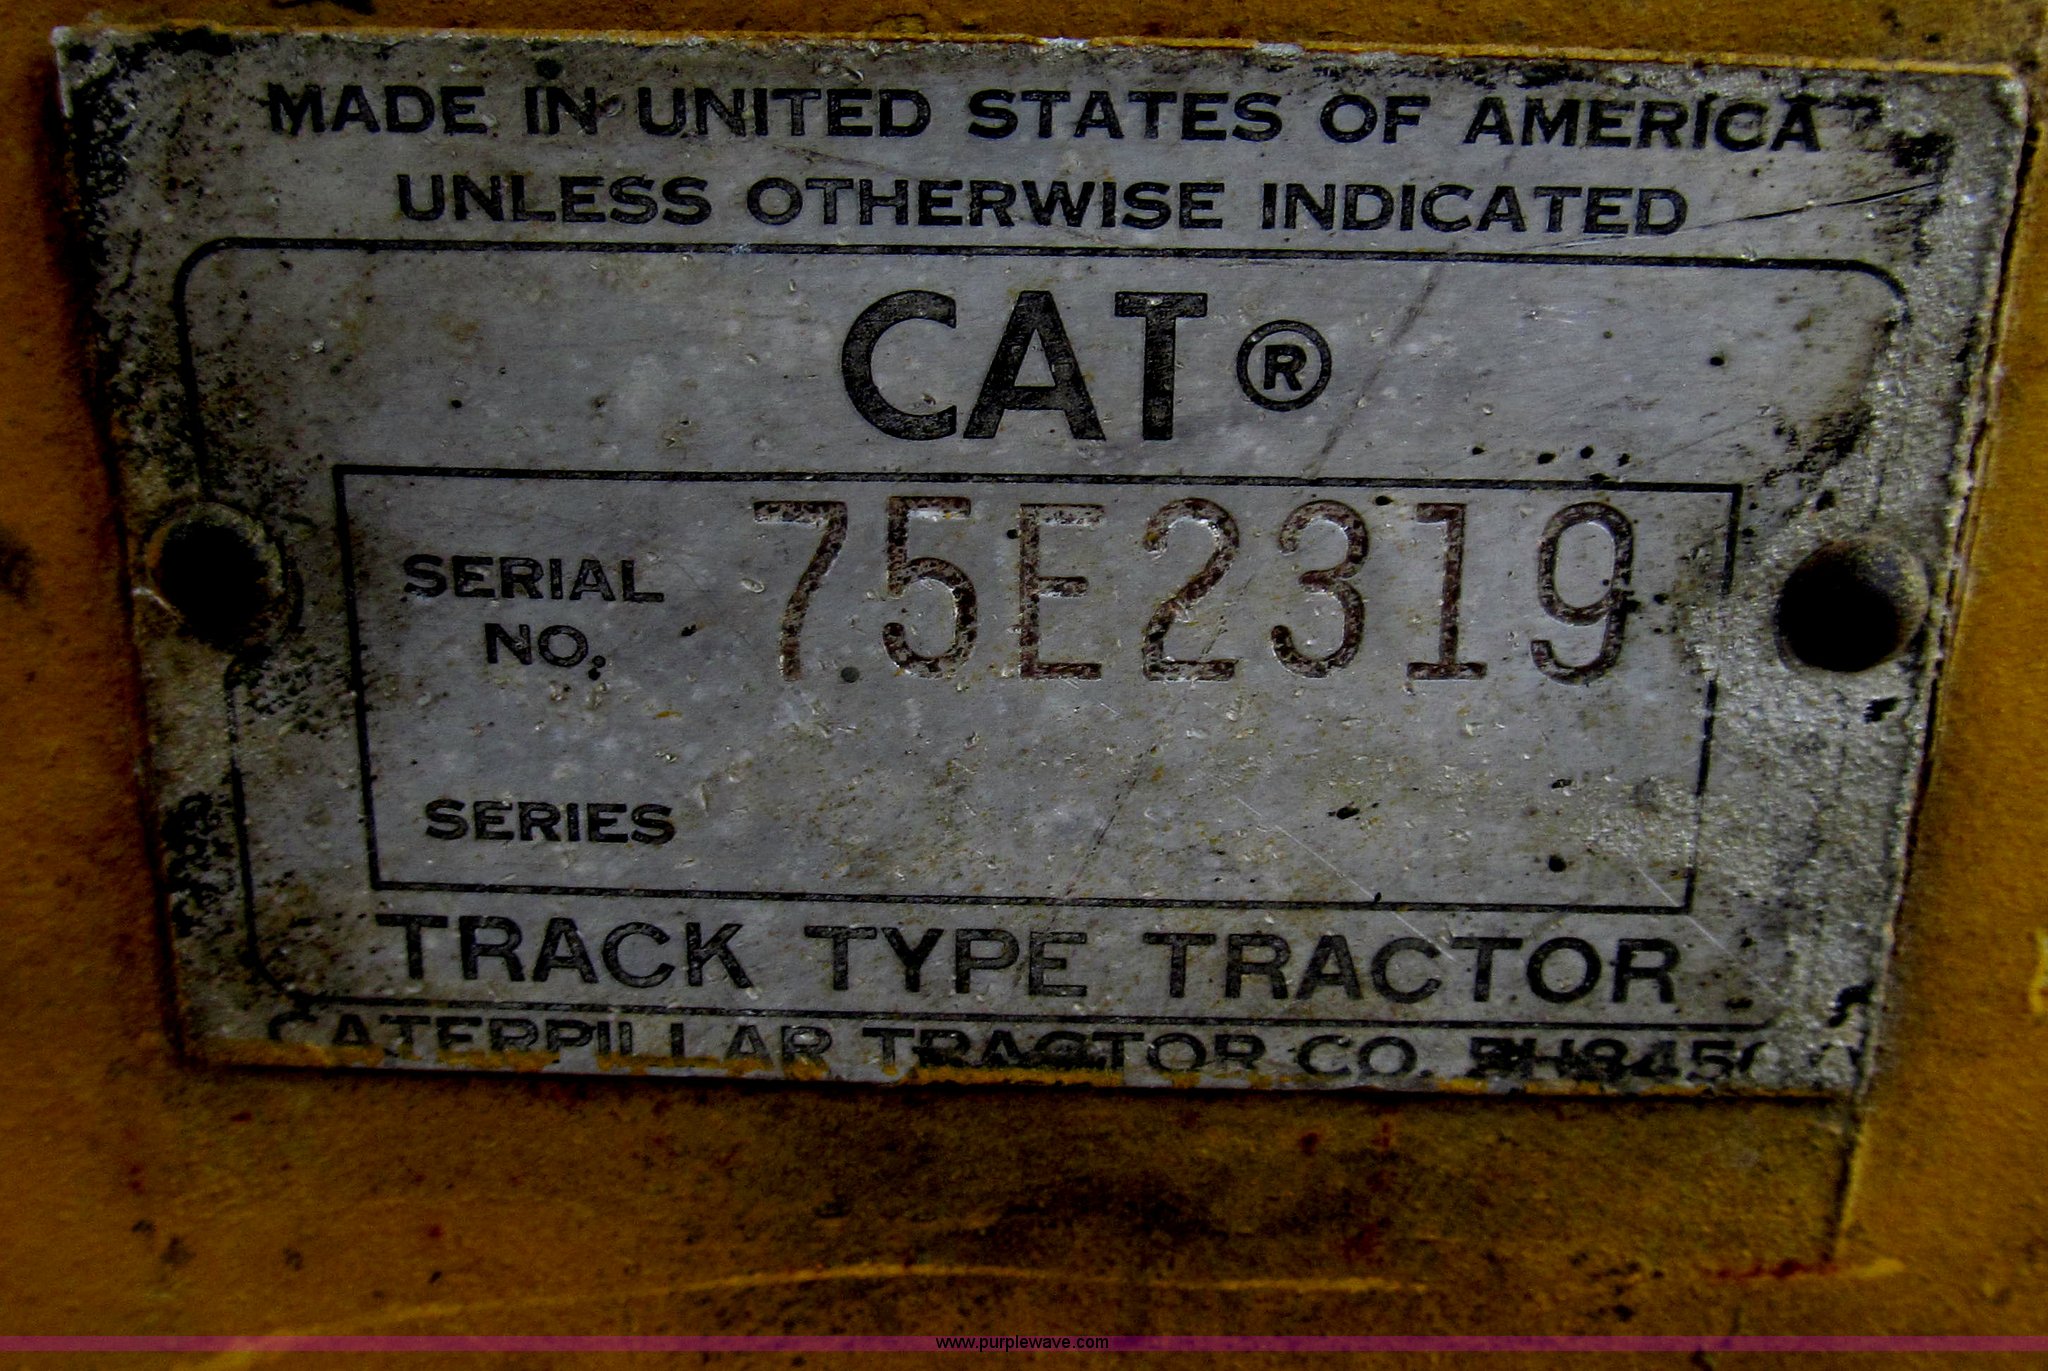 MADE IN UNITED STATES OF AMERICA
UNLESS OTHERWISE INDICATED
CAT ®
SERIAL NO. 75E2319
SERIES
TRACK TYPE TRACTOR
CATERPILLAR TRACTOR CO.
www.purplewave.com